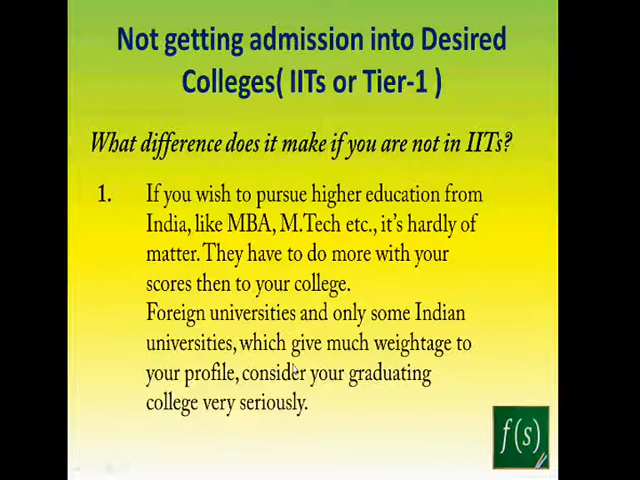 Not getting admission into Desired
Colleges( IITs or Tier-1 )
What difference does it make if you are not in IITs?
1. If you wish to pursue higher education from
India, like MBA, M.Tech etc., it's hardly of
matter. They have to do more with your
scores then to your college.
Foreign universities and only some Indian
universities, which give much weightage to
your profile, consider your graduating
college very seriously.
f(s)